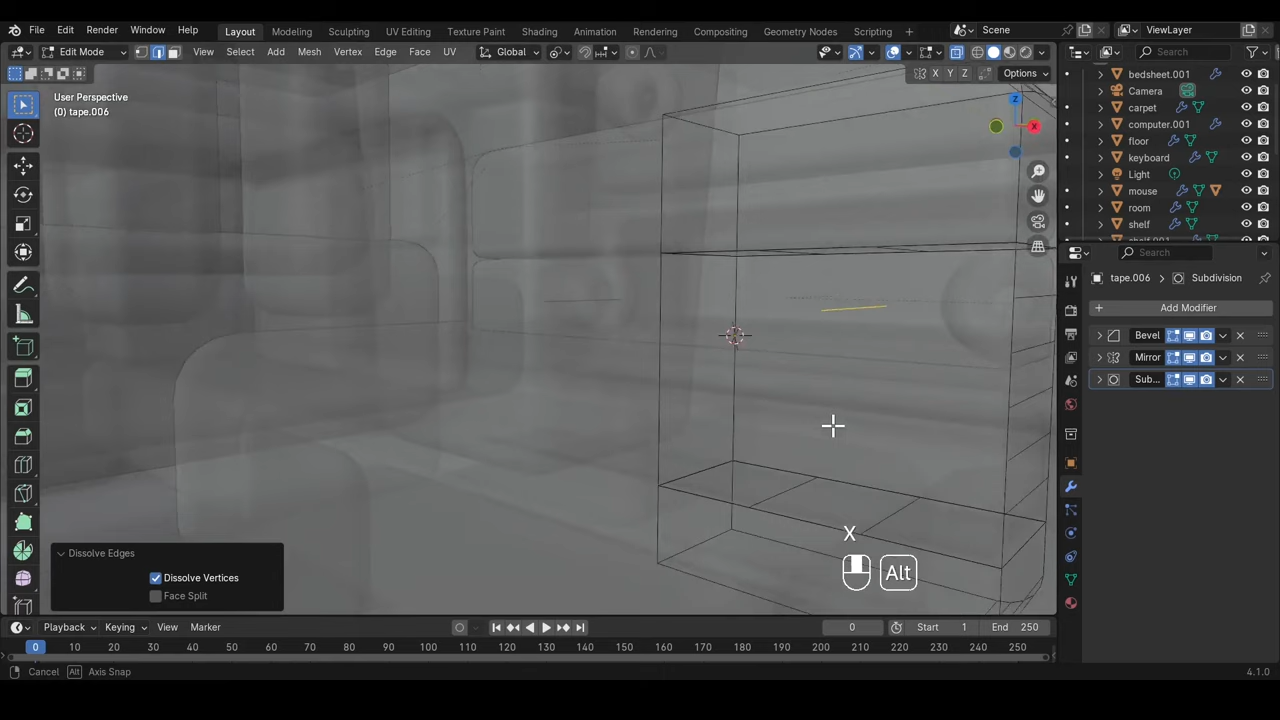 File Edit Render Window Help Layout Modeling Sculpting UV Editing Texture Paint Shading Animation Rendering Compositing Geometry Nodes Scripting Scene ViewLayer
Edit Mode View Select Add Mesh Vertex Edge Face UV Global
X Y Z Options
Search
User Perspective
(0) tape.006
Z
X
bedsheet.001
Camera
carpet
computer.001
floor
keyboard
Light
mouse
room
shelf
shelf.001
Search
tape.006 Subdivision
Add Modifier
Bevel
Mirror
Sub...
X
Alt
Dissolve Edges
Dissolve Vertices
Face Split
Playback Keying View Marker 0 Start 1 End 250
0 10 20 30 40 50 60 70 80 90 100 110 120 130 140 150 160 170 180 190 200 210 220 230 240 250
Cancel Alt Axis Snap 4.1.0